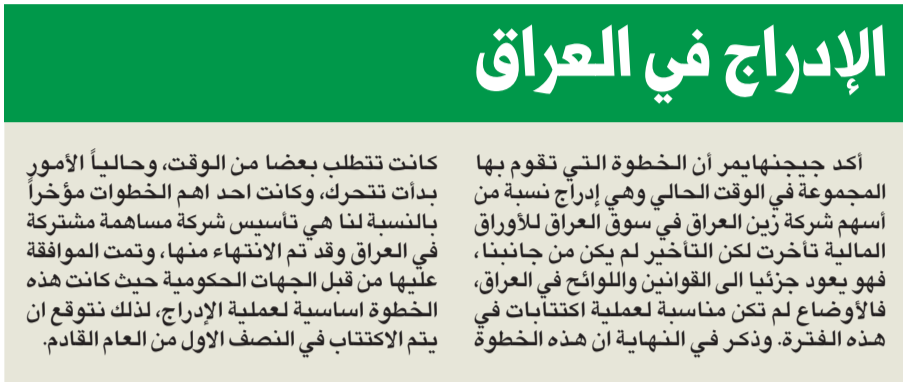 الإدراج في العراق
أكد جيجنهايمر أن الخطوة التي تقوم بها
المجموعة في الوقت الحالي وهي إدراج نسبة من
أسهم شركة زين العراق في سوق العراق للأوراق
المالية تأخرت لكن التأخير لم يكن من جانبنا،
فهو يعود جزئيا الى القوانين واللوائح في العراق،
فالأوضاع لم تكن مناسبة لعملية اكتتابات في
هذه الفترة. وذكر في النهاية ان هذه الخطوة
كانت تتطلب بعضا من الوقت، وحالياً الأمور
بدأت تتحرك، وكانت احد اهم الخطوات مؤخراً
بالنسبة لنا هي تأسيس شركة مساهمة مشتركة
في العراق وقد تم الانتهاء منها، وتمت الموافقة
عليها من قبل الجهات الحكومية حيث كانت هذه
الخطوة اساسية لعملية الإدراج، لذلك نتوقع ان
يتم الاكتتاب في النصف الاول من العام القادم.